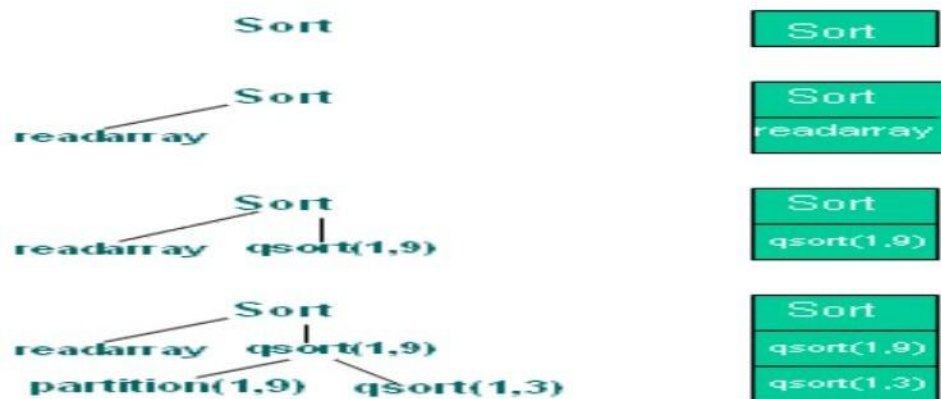 Sort Sort
Sort Sort
readarray readarray
Sort Sort
readarray qsort(1,9) qsort(1,9)
Sort Sort
readarray qsort(1,9) qsort(1,9)
partition(1,9) qsort(1,3) qsort(1,3)